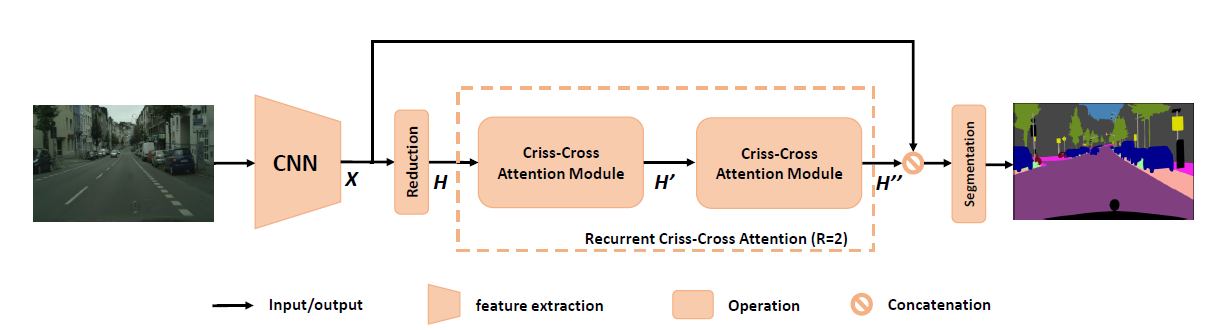 CNN
X
Reduction
H
Criss-Cross
Attention Module
H’
Criss-Cross
Attention Module
H’’
Segmentation
Recurrent Criss-Cross Attention (R=2)
Input/output
feature extraction
Operation
Concatenation